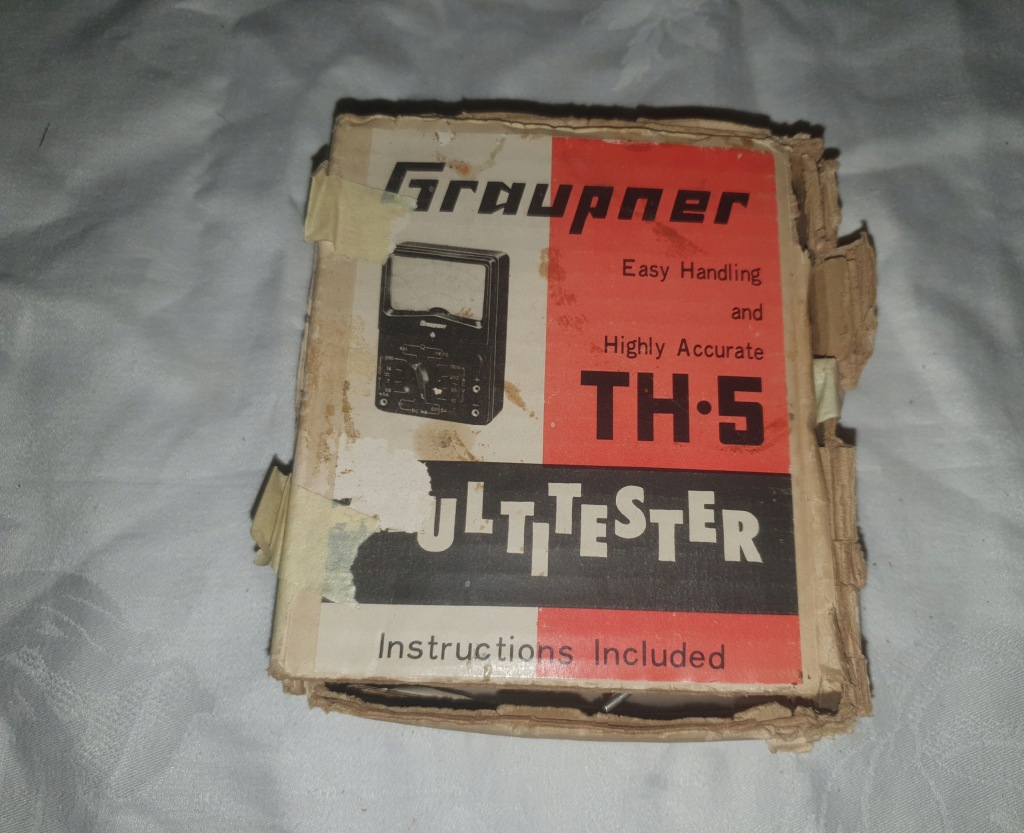 Graupner
Easy Handling
and
Highly Accurate
TH·5
ULTITESTER
Instructions Included